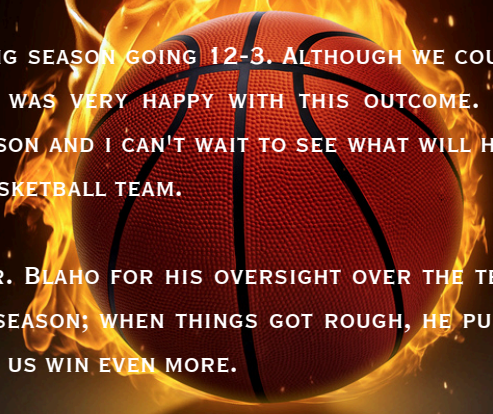 G SEASON GOING 12-3. ALTHOUGH WE COU
WAS VERY HAPPY WITH THIS OUTCOME.
SON AND I CAN'T WAIT TO SEE WHAT WILL H
SKETBALL TEAM.
R. BLAHO FOR HIS OVERSIGHT OVER THE TE
SEASON; WHEN THINGS GOT ROUGH, HE PU
US WIN EVEN MORE.